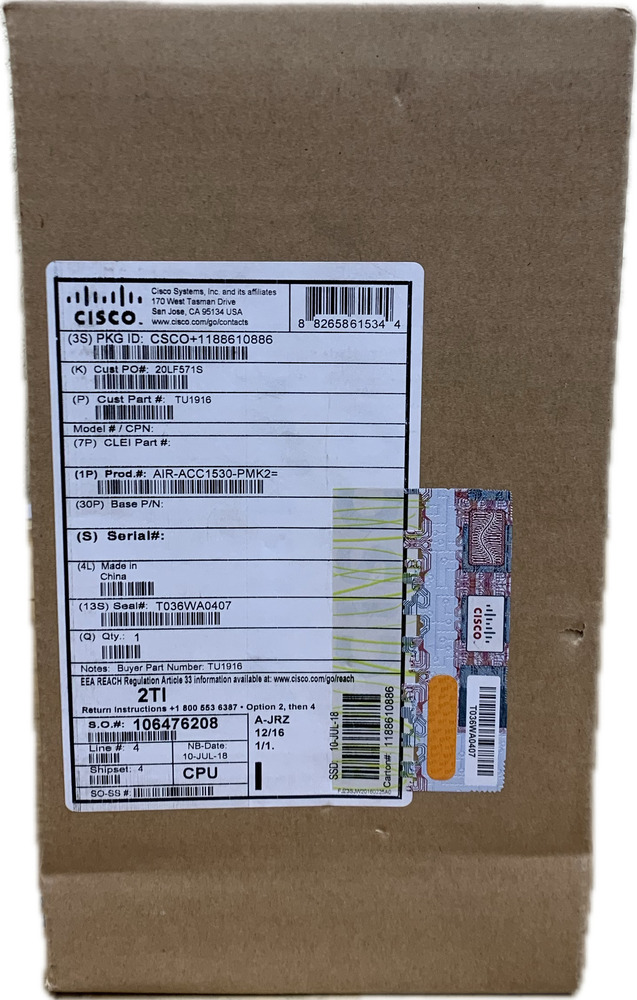 CISCO
Cisco Systems, Inc. and its affiliates
170 West Tasman Drive
San Jose, CA 95134 USA
www.cisco.com/go/contacts
8 8265861534 4
(3S) PKG ID: CSCO+1188610886
(K) Cust PO#: 20LF571S
(P) Cust Part #: TU1916
Model # / CPN:
(7P) CLEI Part #:
(1P) Prod.#: AIR-ACC1530-PMK2=
(30P) Base P/N:
(S) Serial#:
(4L) Made in
China
(13S) Seal#: T036WA0407
(Q) Qty.: 1
Notes: Buyer Part Number: TU1916
EEA REACH Regulation Article 33 information available at: www.cisco.com/go/reach
2TI
Return Instructions +1 800 553 6387 • Option 2, then 4
S.O.#: 106476208
Line #: 4
Shipset: 4
SO-SS #:
NB-Date:
10-JUL-18
CPU
A-JRZ
12/16
1/1.
SSD: 10-JUL-18
Carton#: 1188610886
CISCO
T036WA0407